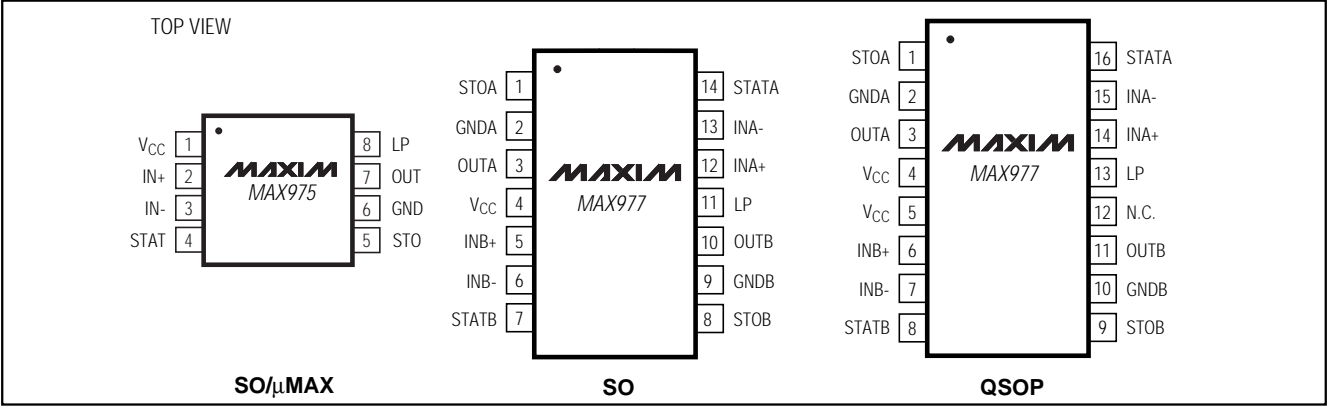 TOP VIEW
VCC 1
IN+ 2
IN- 3
STAT 4
8 LP
7 OUT
6 GND
5 STO
MAXIM
MAX975
SO/μMAX
STOA 1
GNDA 2
OUTA 3
VCC 4
INB+ 5
INB- 6
STATB 7
14 STATA
13 INA-
12 INA+
11 LP
10 OUTB
9 GNDB
8 STOB
MAXIM
MAX977
SO
STOA 1
GNDA 2
OUTA 3
VCC 4
VCC 5
INB+ 6
INB- 7
STATB 8
16 STATA
15 INA-
14 INA+
13 LP
12 N.C.
11 OUTB
10 GNDB
9 STOB
MAXIM
MAX977
QSOP